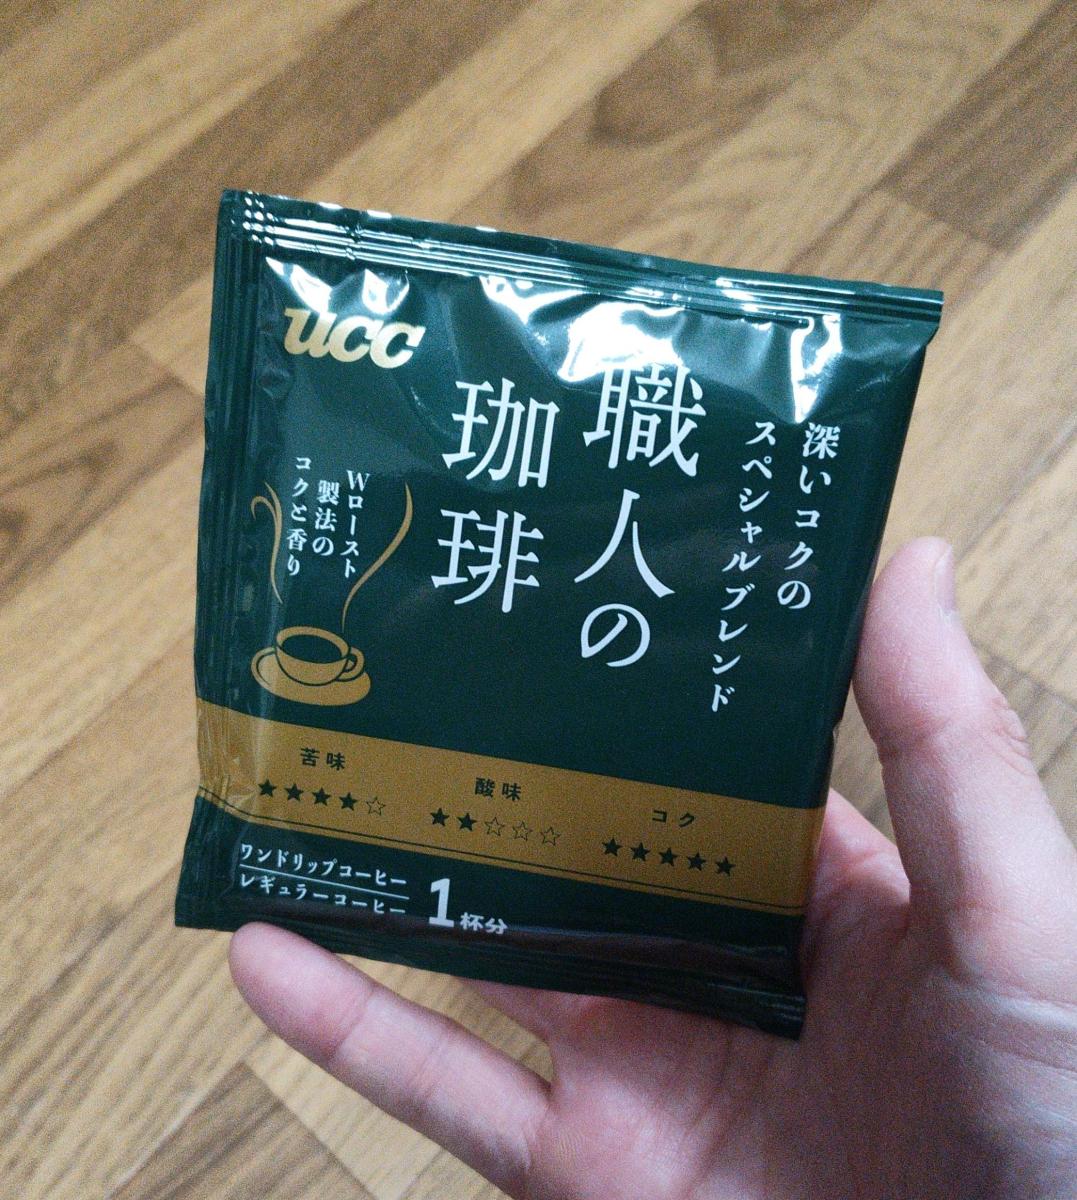 ucc
深いコクの
スペシャルブレンド
職人の
珈琲
Wロースト
製法の
コクと香り
苦味
★★★★☆
酸味
★★☆☆☆
コク
★★★★★
ワンドリップコーヒー
レギュラーコーヒー
1杯分